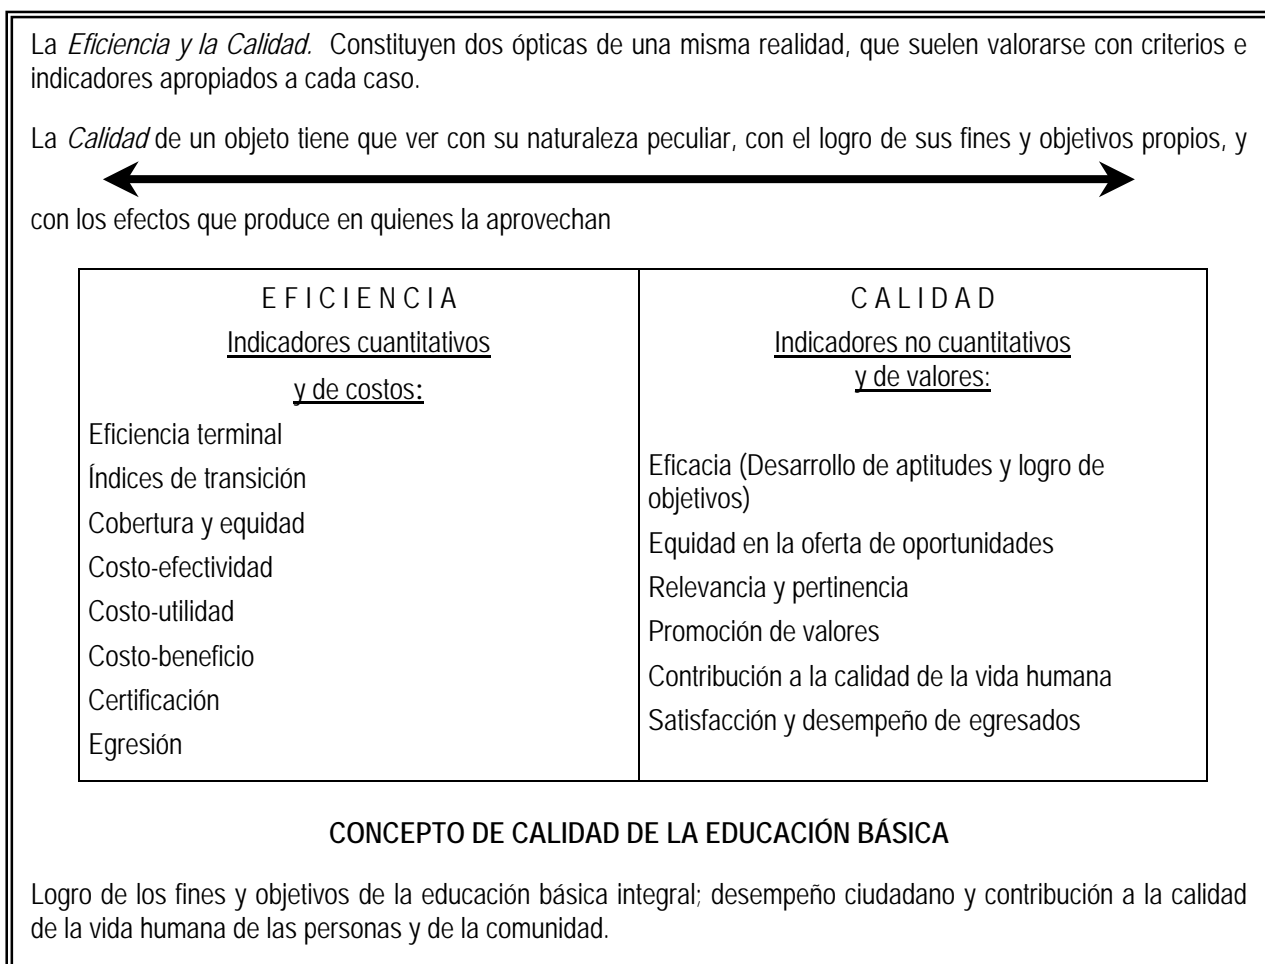 La Eficiencia y la Calidad. Constituyen dos ópticas de una misma realidad, que suelen valorarse con criterios e
indicadores apropiados a cada caso.
La Calidad de un objeto tiene que ver con su naturaleza peculiar, con el logro de sus fines y objetivos propios, y
con los efectos que produce en quienes la aprovechan
E F I C I E N C I A
Indicadores cuantitativos
y de costos:
Eficiencia terminal
Índices de transición
Cobertura y equidad
Costo-efectividad
Costo-utilidad
Costo-beneficio
Certificación
Egresión
C A L I D A D
Indicadores no cuantitativos
y de valores:
Eficacia (Desarrollo de aptitudes y logro de
objetivos)
Equidad en la oferta de oportunidades
Relevancia y pertinencia
Promoción de valores
Contribución a la calidad de la vida humana
Satisfacción y desempeño de egresados
CONCEPTO DE CALIDAD DE LA EDUCACIÓN BÁSICA
Logro de los fines y objetivos de la educación básica integral; desempeño ciudadano y contribución a la calidad
de la vida humana de las personas y de la comunidad.